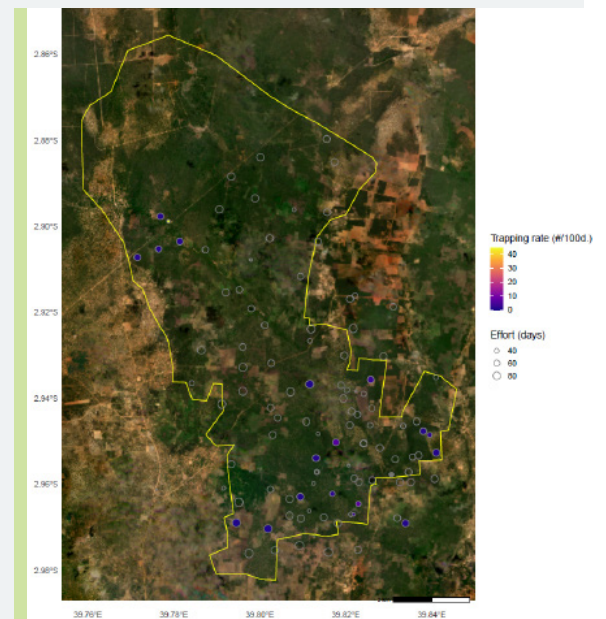 2.86°S
2.88°S
2.90°S
2.92°S
2.94°S
2.96°S
2.98°S
39.76°E
39.78°E
39.80°E
39.82°E
39.84°E
Trapping rate (#/100d.)
40
30
20
10
0
Effort (days)
40
60
80